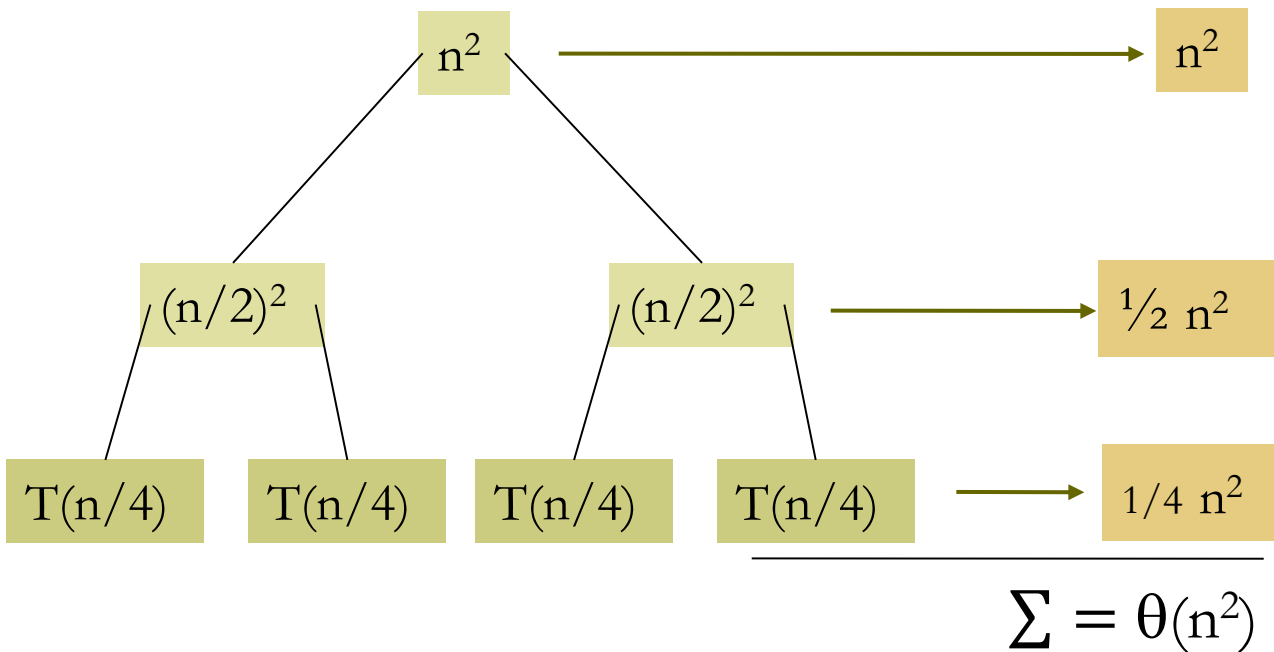 n² n²
(n/2)² (n/2)² ½ n²
T(n/4) T(n/4) T(n/4) T(n/4) 1/4 n²
∑ = θ(n²)